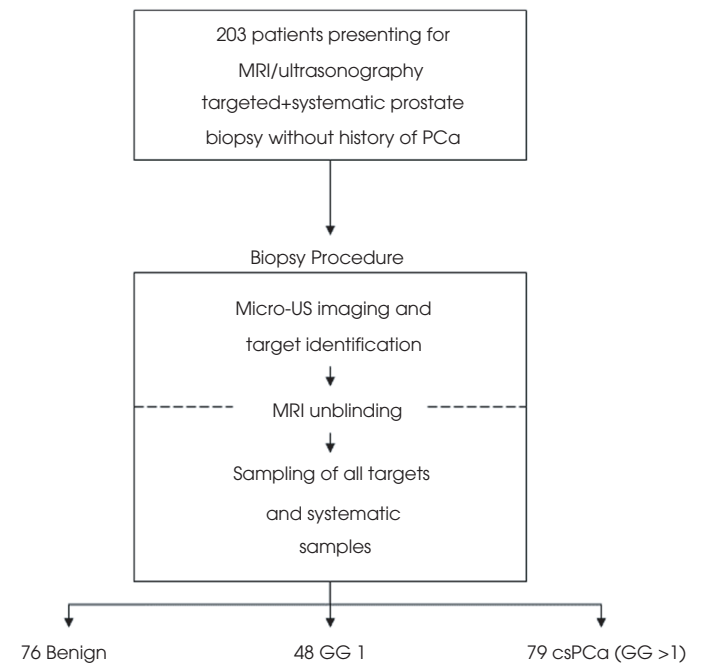 203 patients presenting for
MRI/ultrasonography
targeted+systematic prostate
biopsy without history of PCa
Biopsy Procedure
Micro-US imaging and
target identification
MRI unblinding
Sampling of all targets
and systematic
samples
76 Benign
48 GG 1
79 csPCa (GG >1)